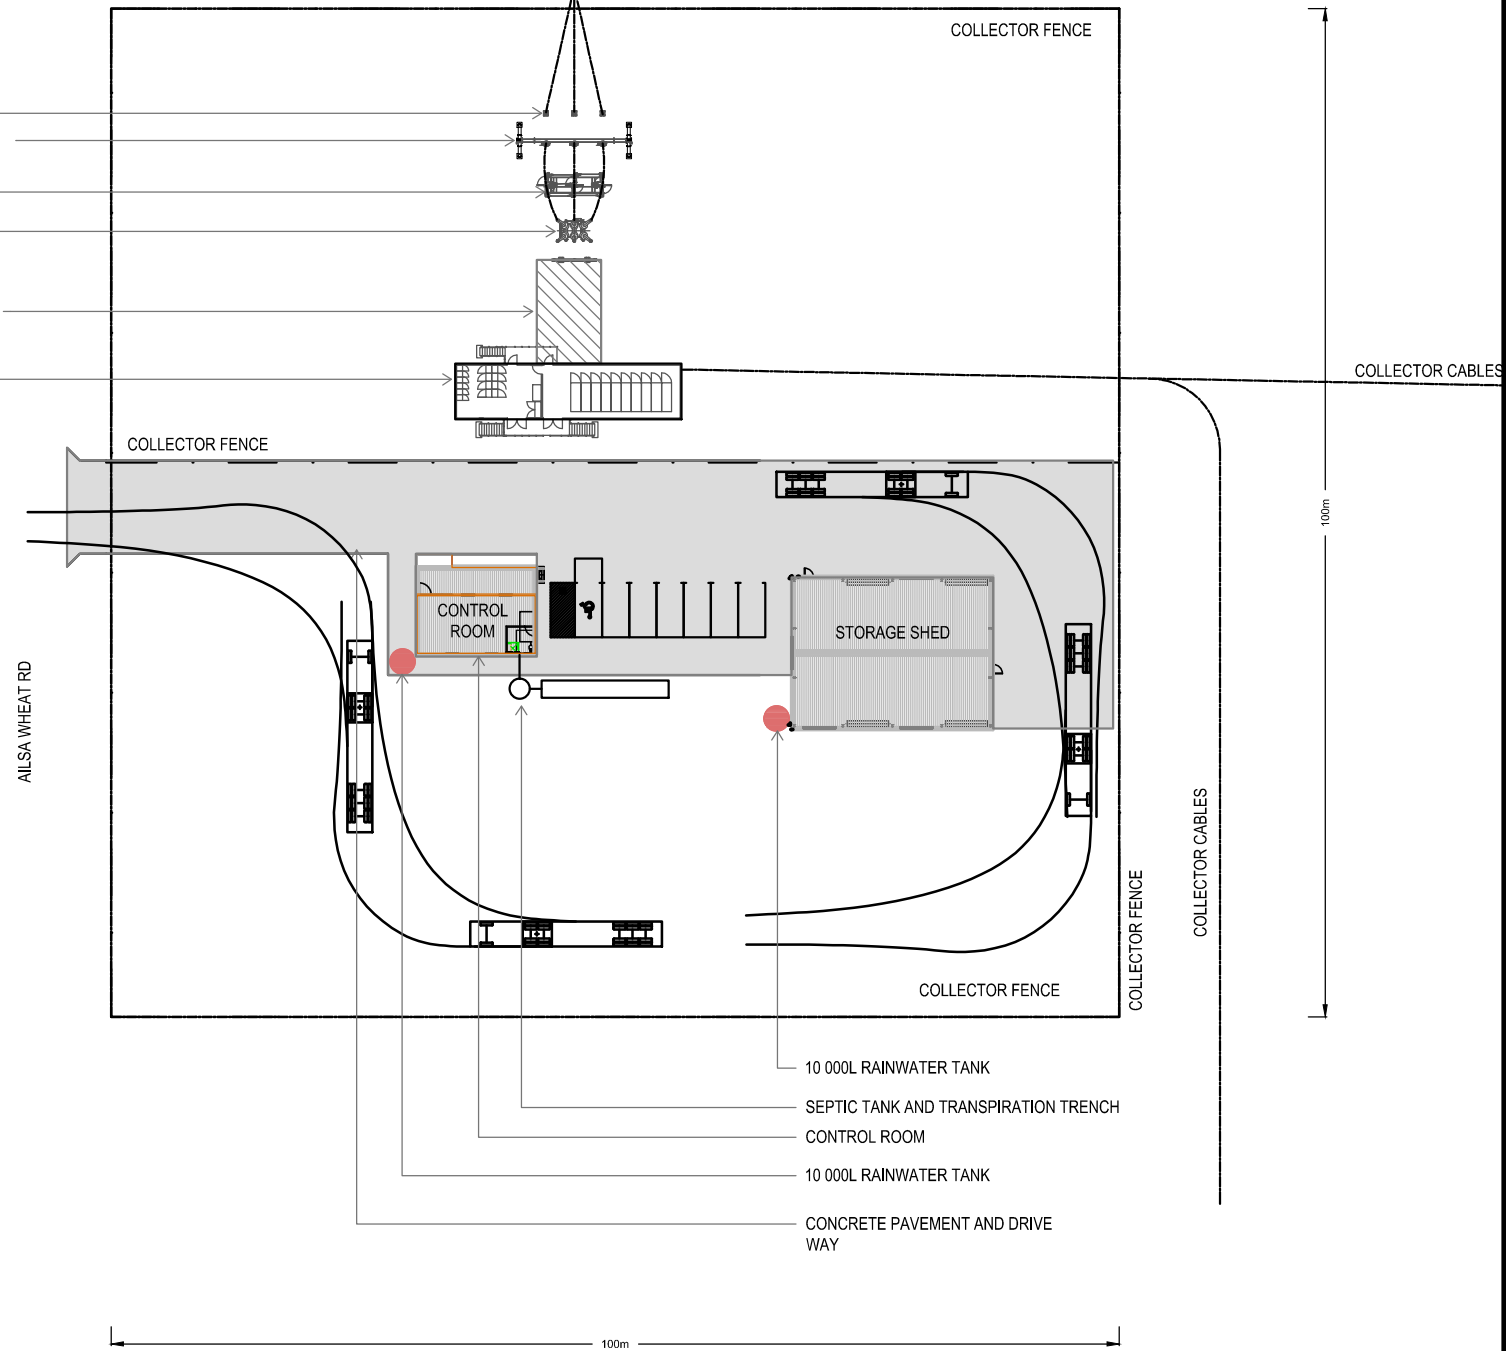 COLLECTOR FENCE
COLLECTOR CABLES
COLLECTOR FENCE
100m
CONTROL
ROOM
STORAGE SHED
AILSA WHEAT RD
COLLECTOR CABLES
COLLECTOR FENCE
COLLECTOR FENCE
10 000L RAINWATER TANK
SEPTIC TANK AND TRANSPIRATION TRENCH
CONTROL ROOM
10 000L RAINWATER TANK
CONCRETE PAVEMENT AND DRIVE
WAY
100m